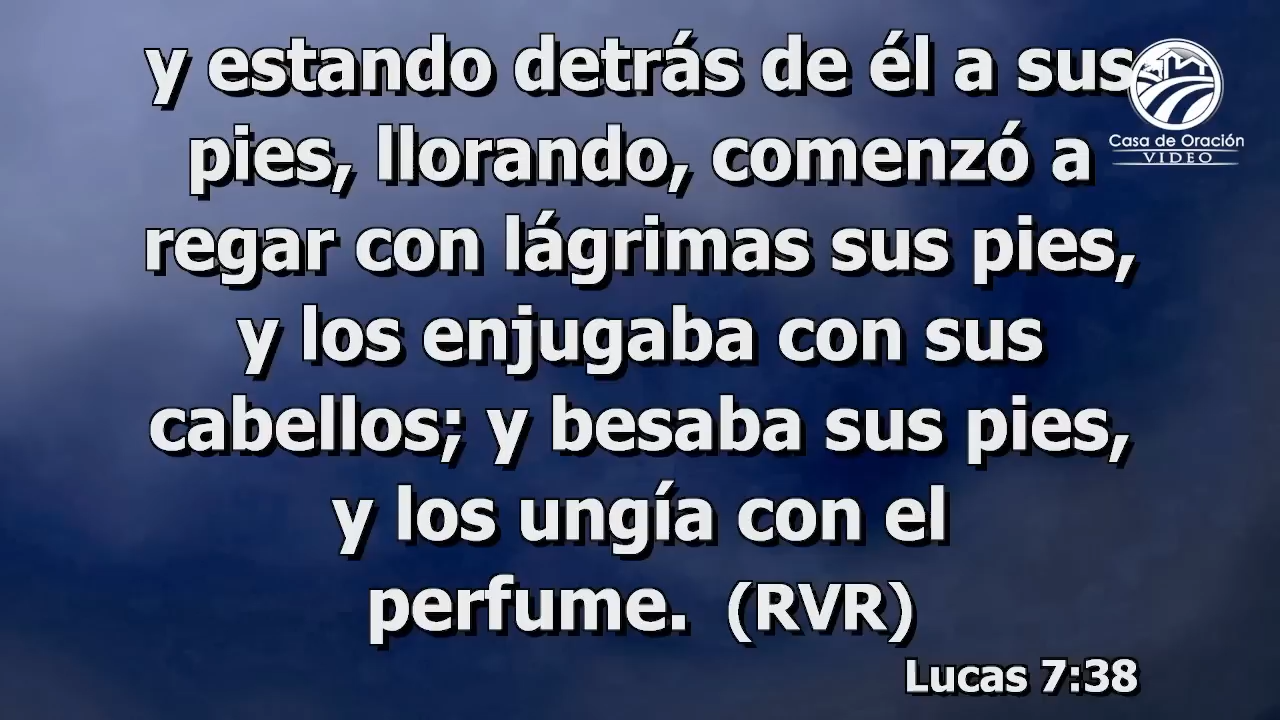 y estando detrás de él a sus
pies, llorando, comenzó a
regar con lágrimas sus pies,
y los enjugaba con sus
cabellos; y besaba sus pies,
y los ungía con el
perfume. (RVR)
Lucas 7:38
Casa de Oración
VIDEO